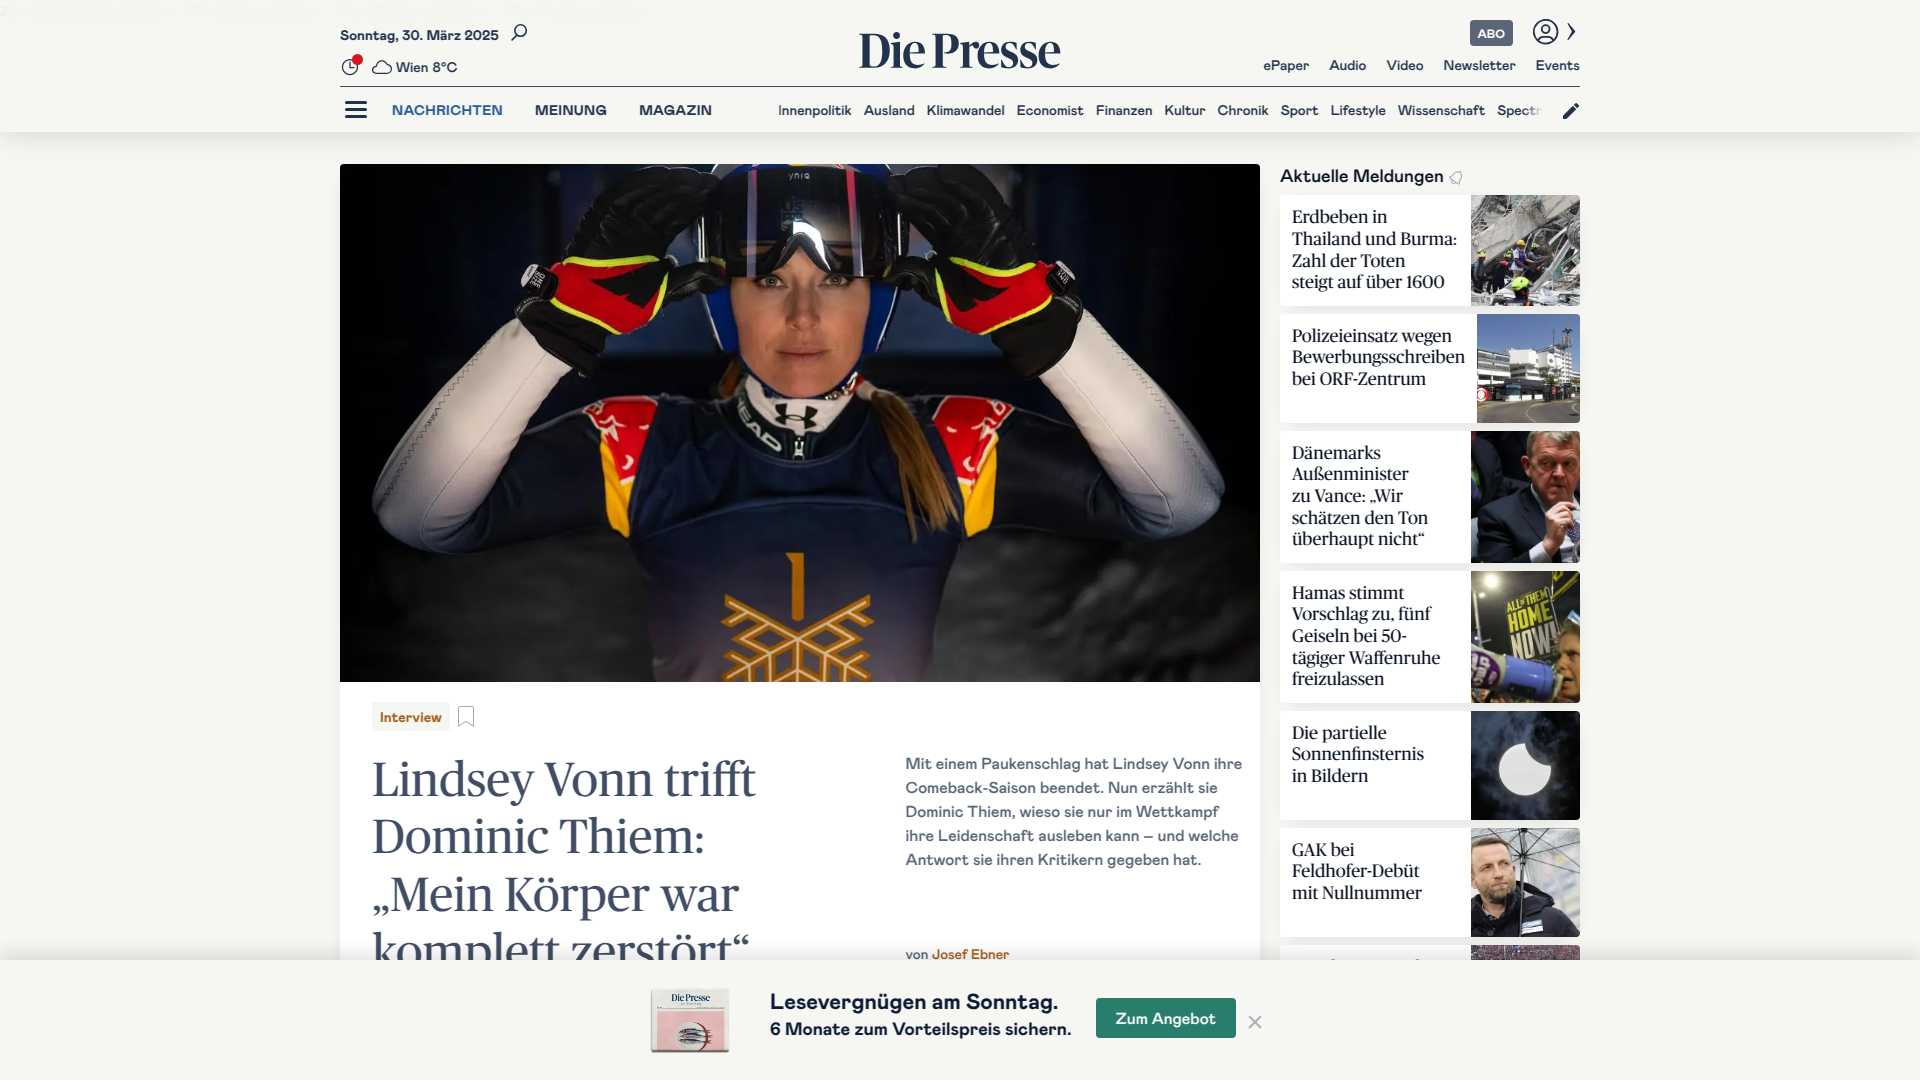 Sonntag, 30. März 2025
Wien 8°C
Die Presse
ABO
ePaper Audio Video Newsletter Events
NACHRICHTEN MEINUNG MAGAZIN
Innenpolitik Ausland Klimawandel Economist Finanzen Kultur Chronik Sport Lifestyle Wissenschaft
HEAD
Interview
Lindsey Vonn trifft
Dominic Thiem:
„Mein Körper war
komplett zerstört“
Mit einem Paukenschlag hat Lindsey Vonn ihre
Comeback-Saison beendet. Nun erzählt sie
Dominic Thiem, wieso sie nur im Wettkampf
ihre Leidenschaft ausleben kann – und welche
Antwort sie ihren Kritikern gegeben hat.
von Josef Ebner
Aktuelle Meldungen
Erdbeben in
Thailand und Burma:
Zahl der Toten
steigt auf über 1600
Polizeieinsatz wegen
Bewerbungsschreiben
bei ORF-Zentrum
Dänemarks
Außenminister
zu Vance: „Wir
schätzen den Ton
überhaupt nicht“
Hamas stimmt
Vorschlag zu, fünf
Geiseln bei 50-
tägiger Waffenruhe
freizulassen
ALL OF THEM
HOME
NOW!
Die partielle
Sonnenfinsternis
in Bildern
GAK bei
Feldhofer-Debüt
mit Nullnummer
Die Presse
Lesevergnügen am Sonntag.
6 Monate zum Vorteilspreis sichern.
Zum Angebot